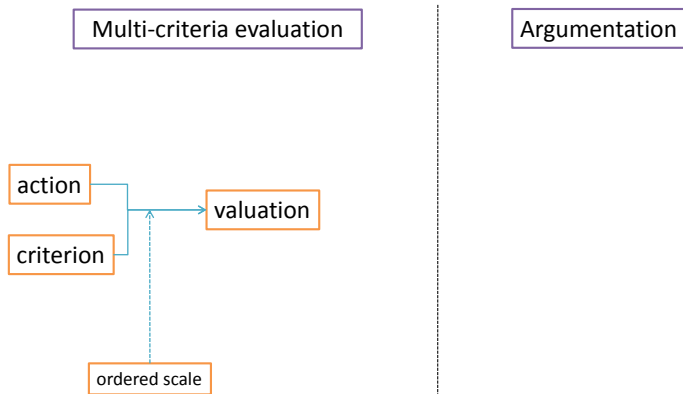 Multi-criteria evaluation
Argumentation
action
valuation
criterion
ordered scale